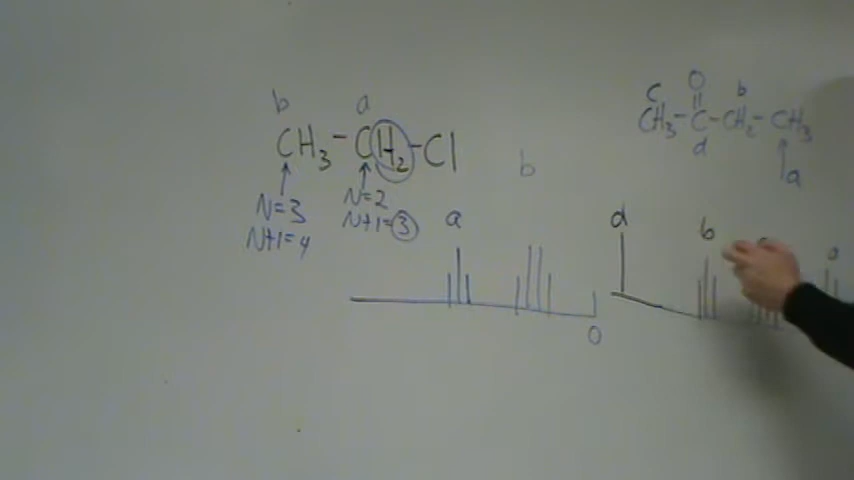 b a
CH3-CH2-Cl
N=3
N+1=4
N=2
N+1=3
a b
0
O
c b
CH3-C-CH2-CH3
d
a
d b a